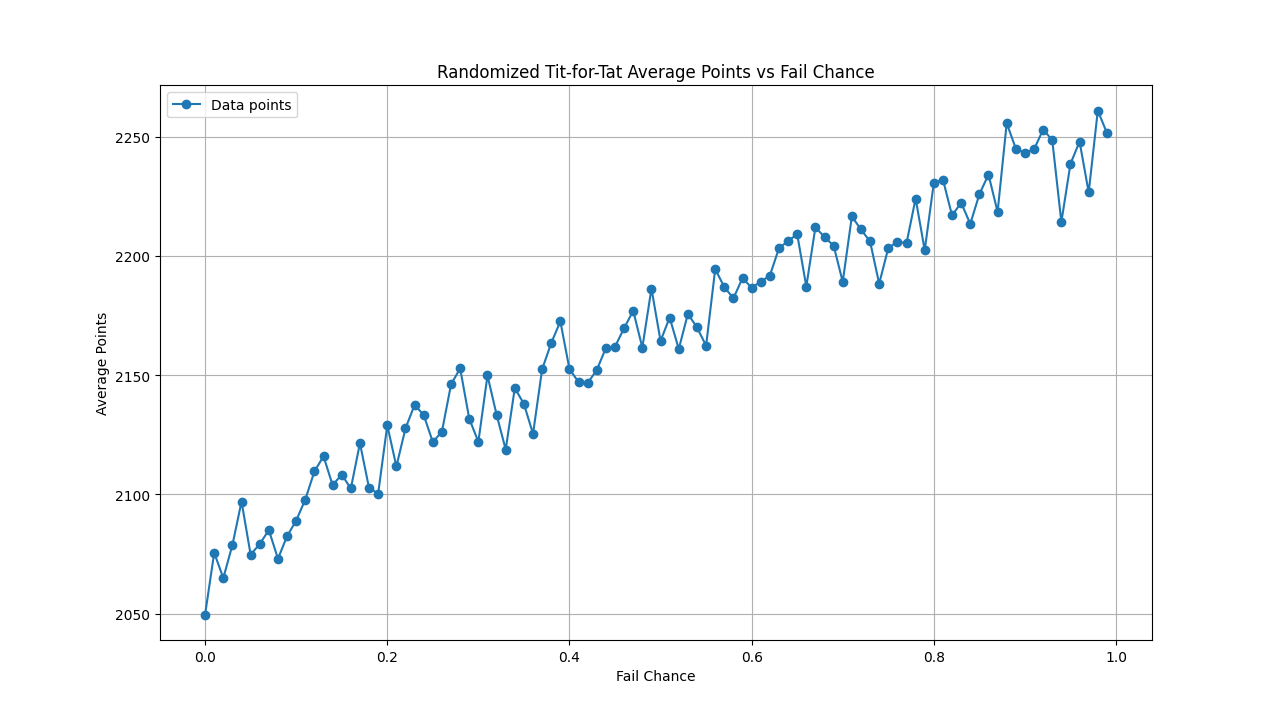 Randomized Tit-for-Tat Average Points vs Fail Chance
Data points
2250
2200
2150
2100
2050
Average Points
0.0
0.2
0.4
0.6
0.8
1.0
Fail Chance